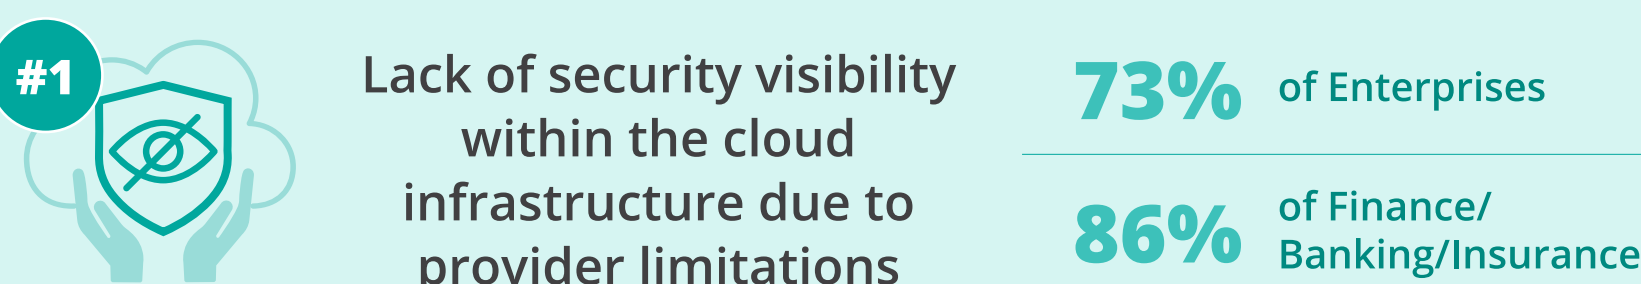 #1
Lack of security visibility
within the cloud
infrastructure due to
provider limitations
73%
of Enterprises
86%
of Finance/
Banking/Insurance